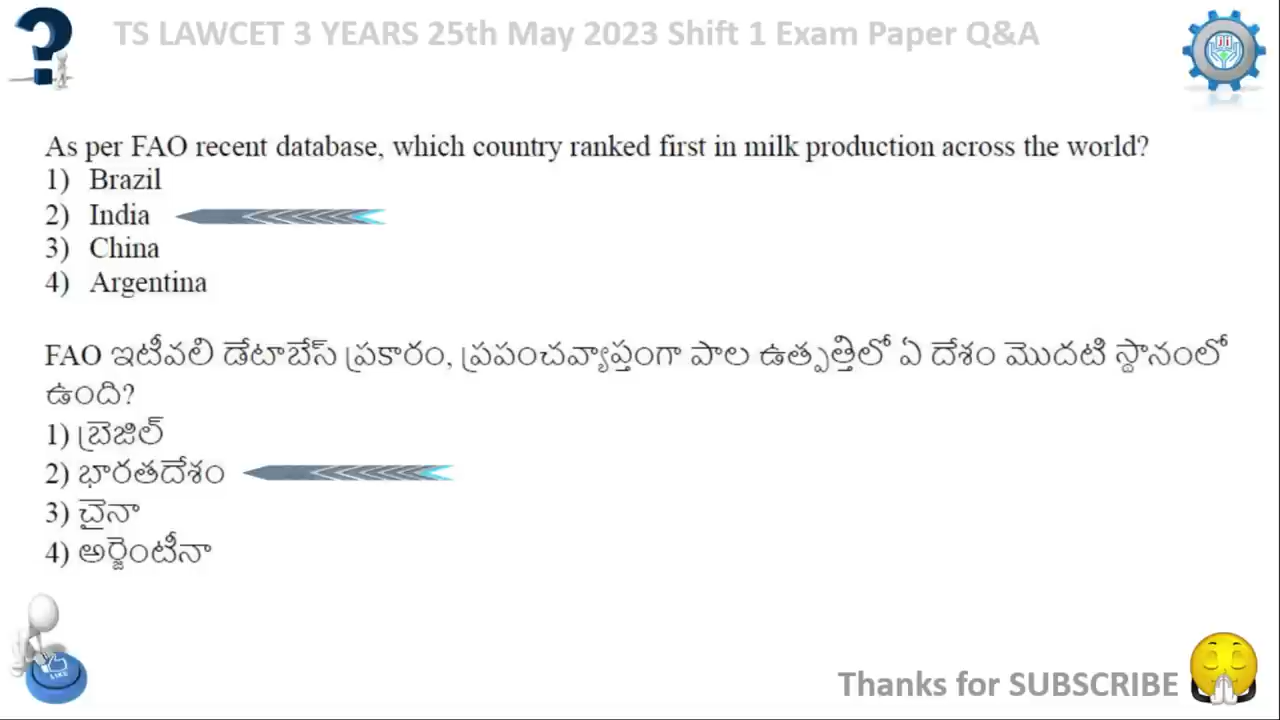 TS LAWCET 3 YEARS 25th May 2023 Shift 1 Exam Paper Q&A
As per FAO recent database, which country ranked first in milk production across the world?
1) Brazil
2) India
3) China
4) Argentina
FAO ఇటీవలి డేటాబేస్ ప్రకారం, ప్రపంచవ్యాప్తంగా పాల ఉత్పత్తిలో ఏ దేశం మొదటి స్థానంలో
ఉంది?
1) బ్రెజిల్
2) భారతదేశం
3) చైనా
4) అర్జెంటీనా
LIKE
Thanks for SUBSCRIBE